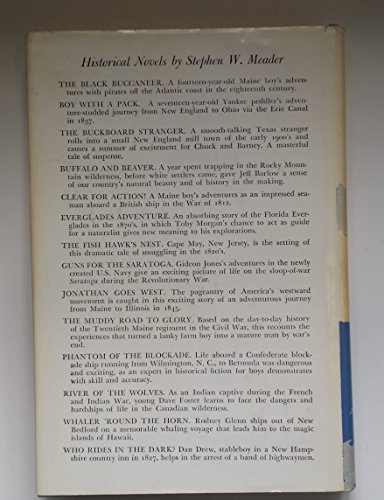 Historical Novels by Stephen W. Meader
THE BLACK BUCCANEER. A fourteen-year-old Maine boy's adven-
tures with pirates off the Atlantic coast in the eighteenth century.
BOY WITH A PACK. A seventeen-year-old Yankee peddler's adven-
ture-studded journey from New England to Ohio via the Erie Canal
in 1837.
THE BUCKBOARD STRANGER. A smooth-talking Texas stranger
rolls into a small New England mill town of the early 1900's and
causes a summer of excitement for Chuck and Barney. A masterful
tale of suspense.
BUFFALO AND BEAVER. A year spent trapping in the Rocky Moun-
tain wilderness, before white settlers came, gave Jeff Barlow a sense
of our country's natural beauty and of history in the making.
CLEAR FOR ACTION! A Maine boy's adventures as an impressed sea-
man aboard a British ship in the War of 1812.
EVERGLADES ADVENTURE. An absorbing story of the Florida Ever-
glades in the 1870's, in which Toby Morgan's chance to act as guide
for a naturalist gives new meaning to his explorations.
THE FISH HAWK'S NEST. Cape May, New Jersey, is the setting of
this dramatic tale of smuggling in the 1820's.
GUNS FOR THE SARATOGA. Gideon Jones's adventures in the newly
created U.S. Navy give an exciting picture of life on the sloop-of-war
Saratoga during the Revolutionary War.
JONATHAN GOES WEST. The pageantry of America's westward
movement is caught in this exciting story of an adventurous journey
from Maine to Illinois in 1845.
THE MUDDY ROAD TO GLORY. Based on the day-to-day history
of the Twentieth Maine regiment in the Civil War, this recounts the
experiences that turned a lanky farm boy into a mature man by war's
end.
PHANTOM OF THE BLOCKADE. Life aboard a Confederate block-
ade ship running from Wilmington, N. C., to Bermuda was dangerous
and exciting, as an expert in historical fiction for boys demonstrates
with skill and accuracy.
RIVER OF THE WOLVES. As an Indian captive during the French
and Indian War, young Dave Foster learns to face the dangers and
hardships of life in the Canadian wilderness.
WHALER 'ROUND THE HORN. Rodney Glenn ships out of New
Bedford on a memorable whaling voyage that leads him to the magic
islands of Hawaii.
WHO RIDES IN THE DARK? Dan Drew, stableboy in a New Hamp-
shire country inn in 1827, helps in the arrest of a band of highwaymen.